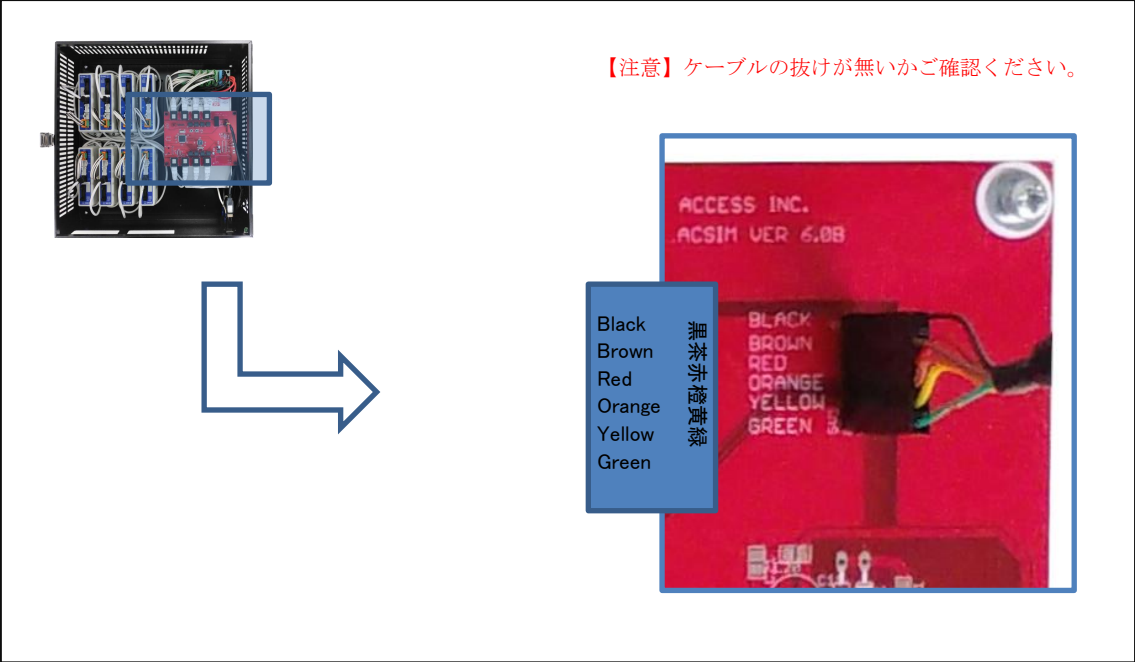 【注意】ケーブルの抜けが無いかご確認ください。
ACCESS INC.
ACSIM VER 6.0B
Black
Brown
Red
Orange
Yellow
Green
黒茶赤橙黄緑
BLACK
BROWN
RED
ORANGE
YELLOW
GREEN